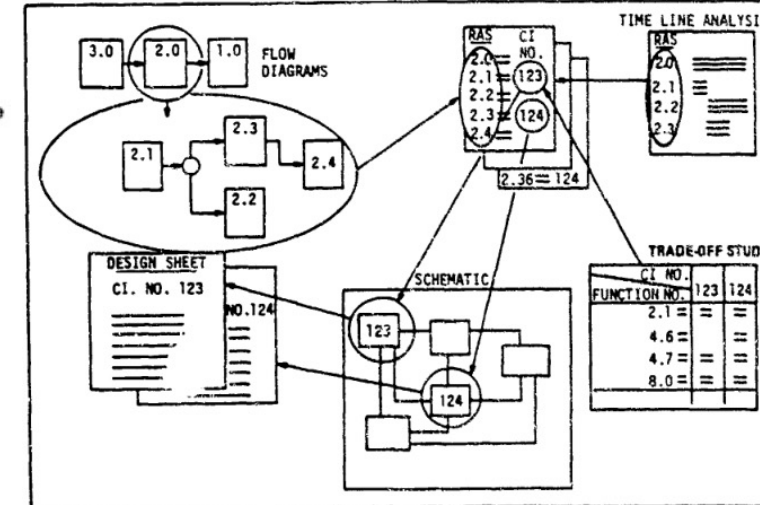 3.0
2.0
1.0
FLOW
DIAGRAMS
2.1
2.3
2.4
2.2
RAS
CI
NO.
2.0=
2.1=
123
2.2=
2.3=
124
2.4=
2.36=124
TIME LINE ANALYSI
RAS
2.0
2.1
2.2
2.3
DESIGN SHEET
CI. NO. 123
NO.124
SCHEMATIC
123
124
TRADE-OFF STUD
CI NO.
FUNCTION NO.
123
124
2.1 = = =
4.6 = =
4.7 = = =
8.0 = = =